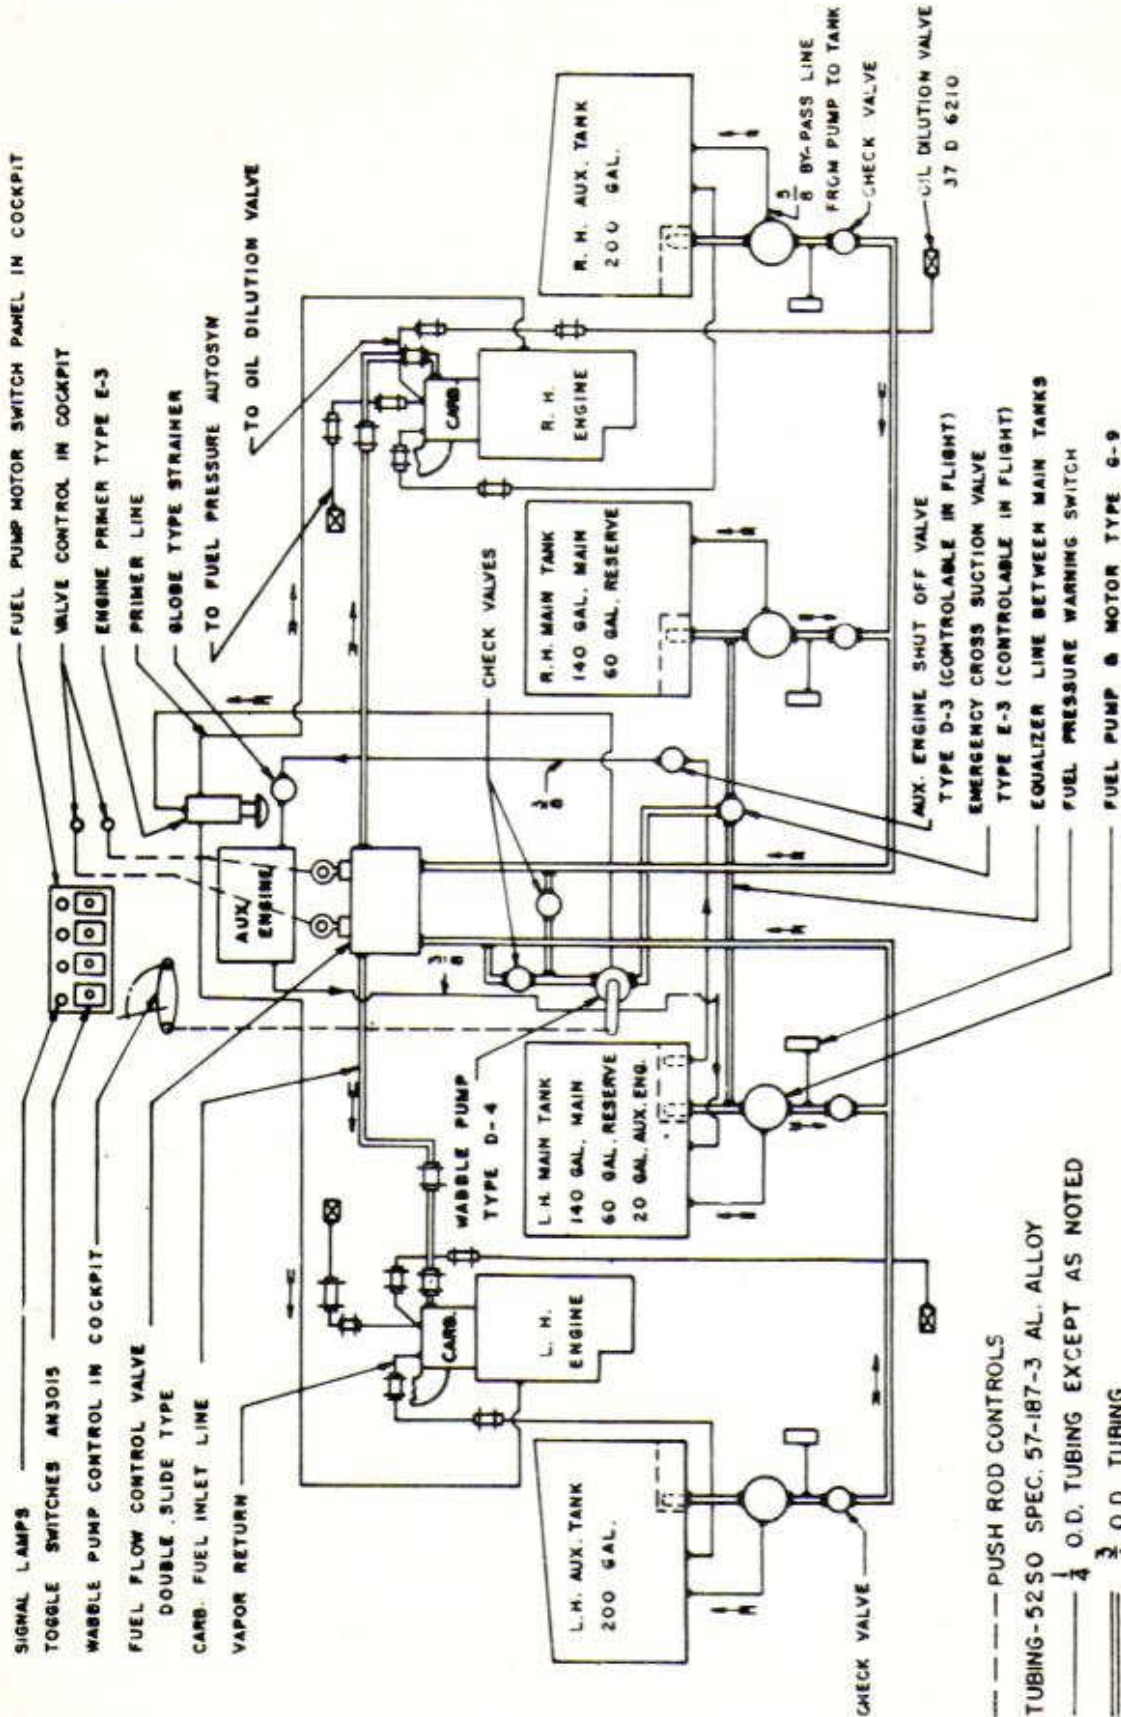 SIGNAL LAMPS
TOGGLE SWITCHES AN3015
WABBLE PUMP CONTROL IN COCKPIT
FUEL FLOW CONTROL VALVE
DOUBLE SLIDE TYPE
CARB. FUEL INLET LINE
VAPOR RETURN
FUEL PUMP MOTOR SWITCH PANEL IN COCKPIT
VALVE CONTROL IN COCKPIT
ENGINE PRIMER TYPE E-3
PRIMER LINE
GLOBE TYPE STRAINER
TO FUEL PRESSURE AUTOSYN
TO OIL DILUTION VALVE
AUX.
ENGINE
3/8
WABBLE PUMP
TYPE D-4
CHECK VALVES
3/8
CARB.
L. H.
ENGINE
CARB.
R. H.
ENGINE
L.H. AUX. TANK
200 GAL.
L.H. MAIN TANK
140 GAL. MAIN
60 GAL. RESERVE
20 GAL. AUX. ENG.
R.H. MAIN TANK
140 GAL. MAIN
60 GAL. RESERVE
R. H. AUX. TANK
200 GAL.
5/8 BY-PASS LINE
FROM PUMP TO TANK
CHECK VALVE
OIL DILUTION VALVE
37 D 6210
CHECK VALVE
AUX. ENGINE SHUT OFF VALVE
TYPE D-3 (CONTROLABLE IN FLIGHT)
EMERGENCY CROSS SUCTION VALVE
TYPE E-3 (CONTROLABLE IN FLIGHT)
EQUALIZER LINE BETWEEN MAIN TANKS
FUEL PRESSURE WARNING SWITCH
FUEL PUMP & MOTOR TYPE G-9
PUSH ROD CONTROLS
TUBING-52 SO SPEC. 57-187-3 AL. ALLOY
1/4 O.D. TUBING EXCEPT AS NOTED
O.D. TUBING